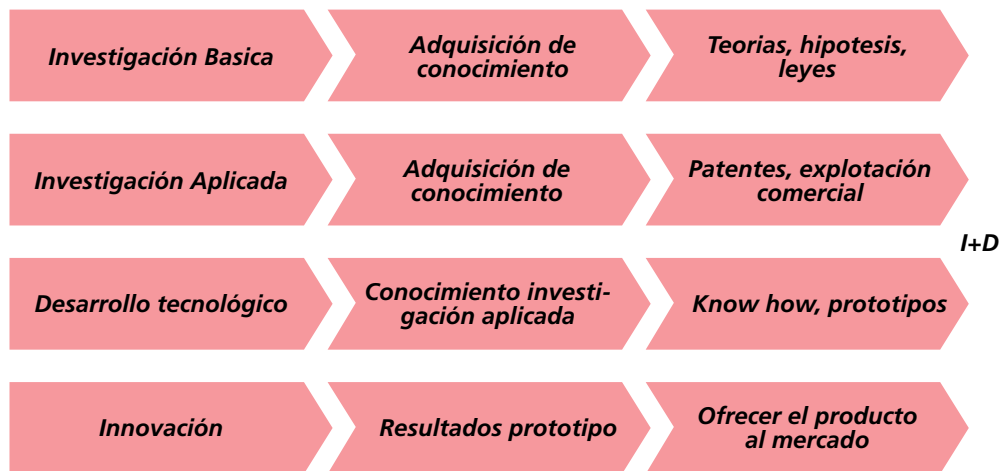 Investigación Basica
Adquisición de
conocimiento
Teorias, hipotesis,
leyes
Investigación Aplicada
Adquisición de
conocimiento
Patentes, explotación
comercial
I+D
Desarrollo tecnológico
Conocimiento investi-
gación aplicada
Know how, prototipos
Innovación
Resultados prototipo
Ofrecer el producto
al mercado